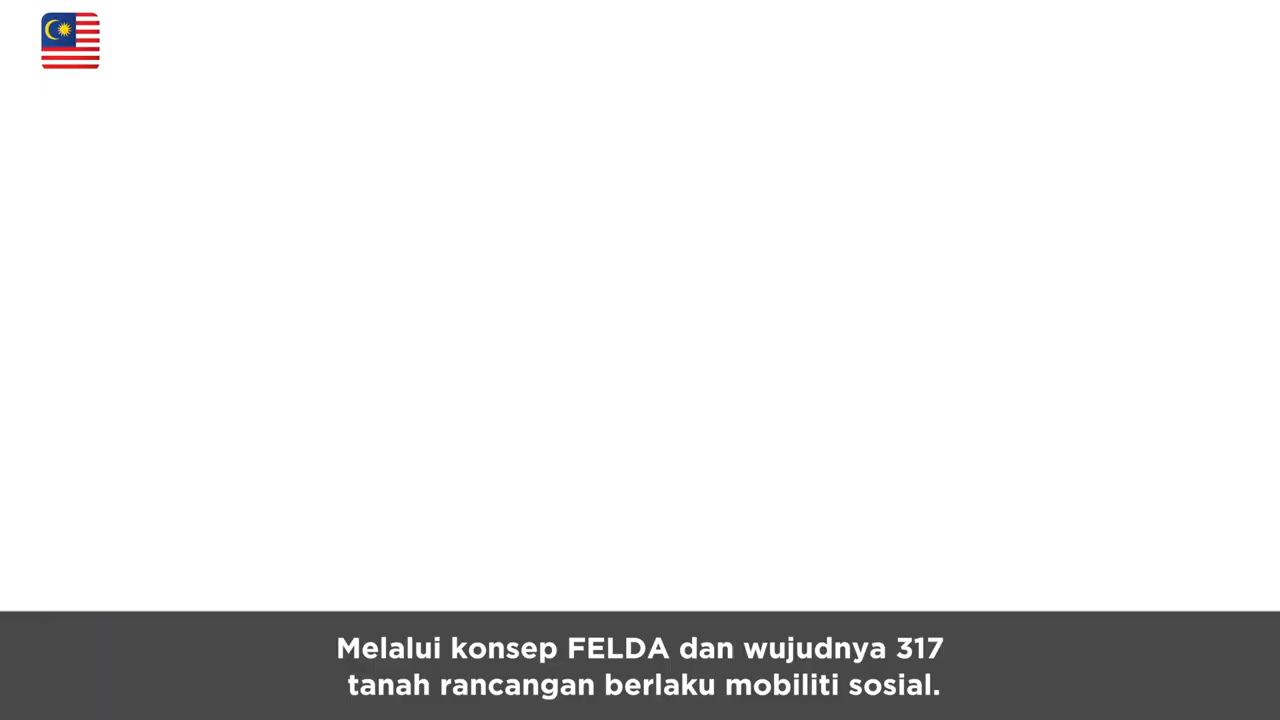 Melalui konsep FELDA dan wujudnya 317
tanah rancangan berlaku mobiliti sosial.